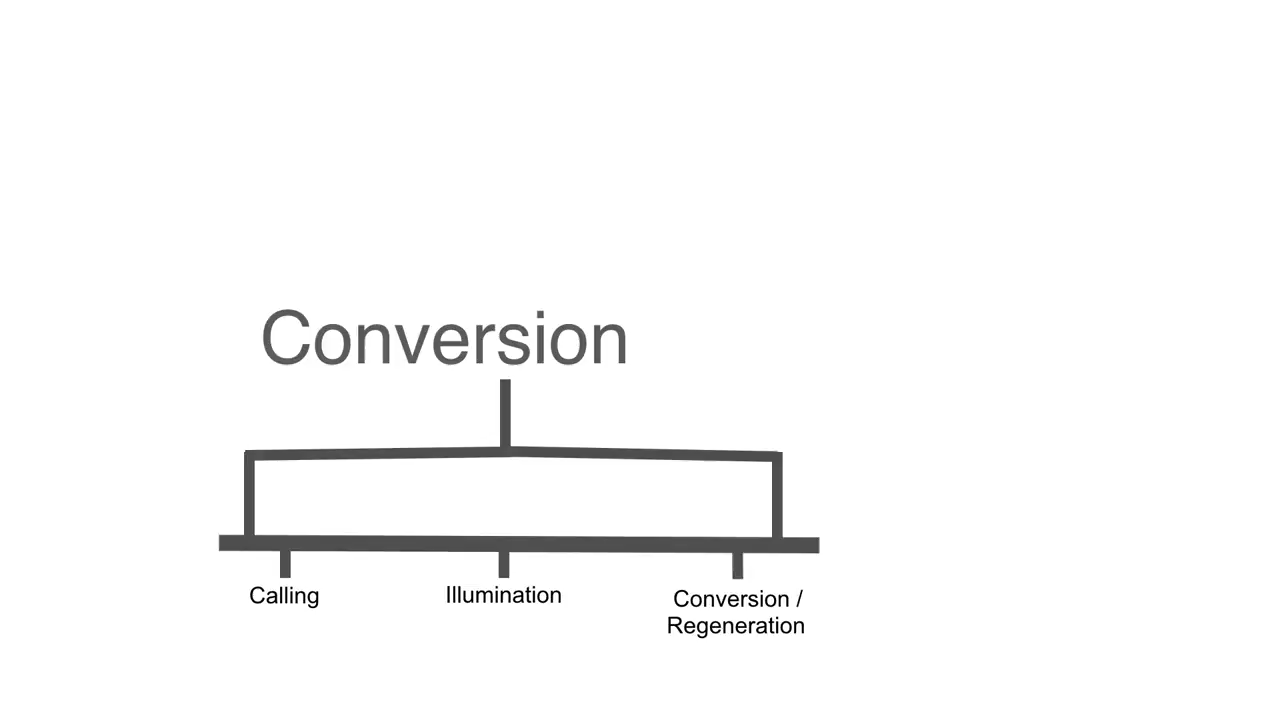 Conversion
Calling
Illumination
Conversion /
Regeneration